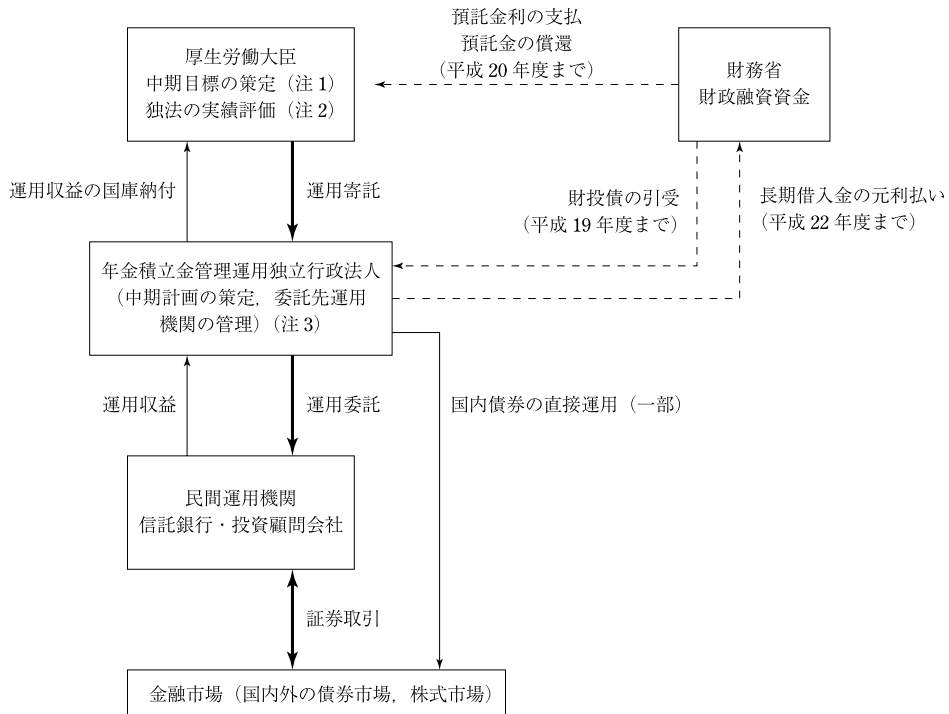 預託金利の支払
預託金の償還
(平成 20 年度まで)
厚生労働大臣
中期目標の策定（注 1）
独法の実績評価（注 2）
財務省
財政融資資金
運用収益の国庫納付
運用寄託
財投債の引受
(平成 19 年度まで)
長期借入金の元利払い
(平成 22 年度まで)
年金積立金管理運用独立行政法人
（中期計画の策定，委託先運用
機関の管理）（注 3）
運用収益
運用委託
国内債券の直接運用（一部）
民間運用機関
信託銀行・投資顧問会社
証券取引
金融市場（国内外の債券市場，株式市場）